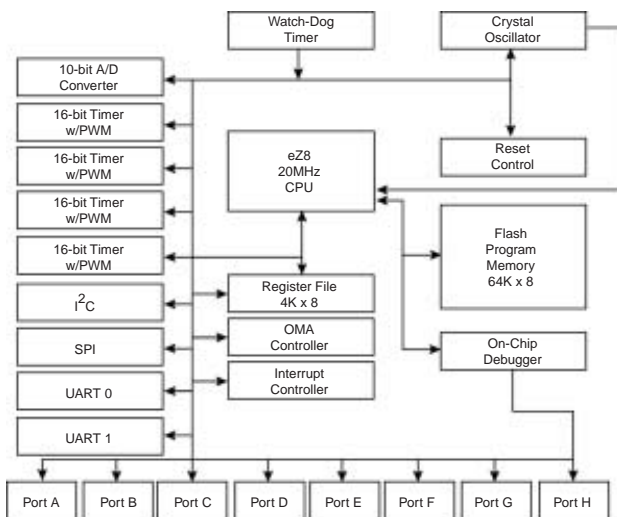 Watch-Dog
Timer
Crystal
Oscillator
10-bit A/D
Converter
16-bit Timer
w/PWM
eZ8
20MHz
CPU
Reset
Control
16-bit Timer
w/PWM
16-bit Timer
w/PWM
Flash
Program
Memory
64K x 8
16-bit Timer
w/PWM
Register File
4K x 8
I2C
OMA
Controller
SPI
On-Chip
Debugger
Interrupt
Controller
UART 0
UART 1
Port A
Port B
Port C
Port D
Port E
Port F
Port G
Port H